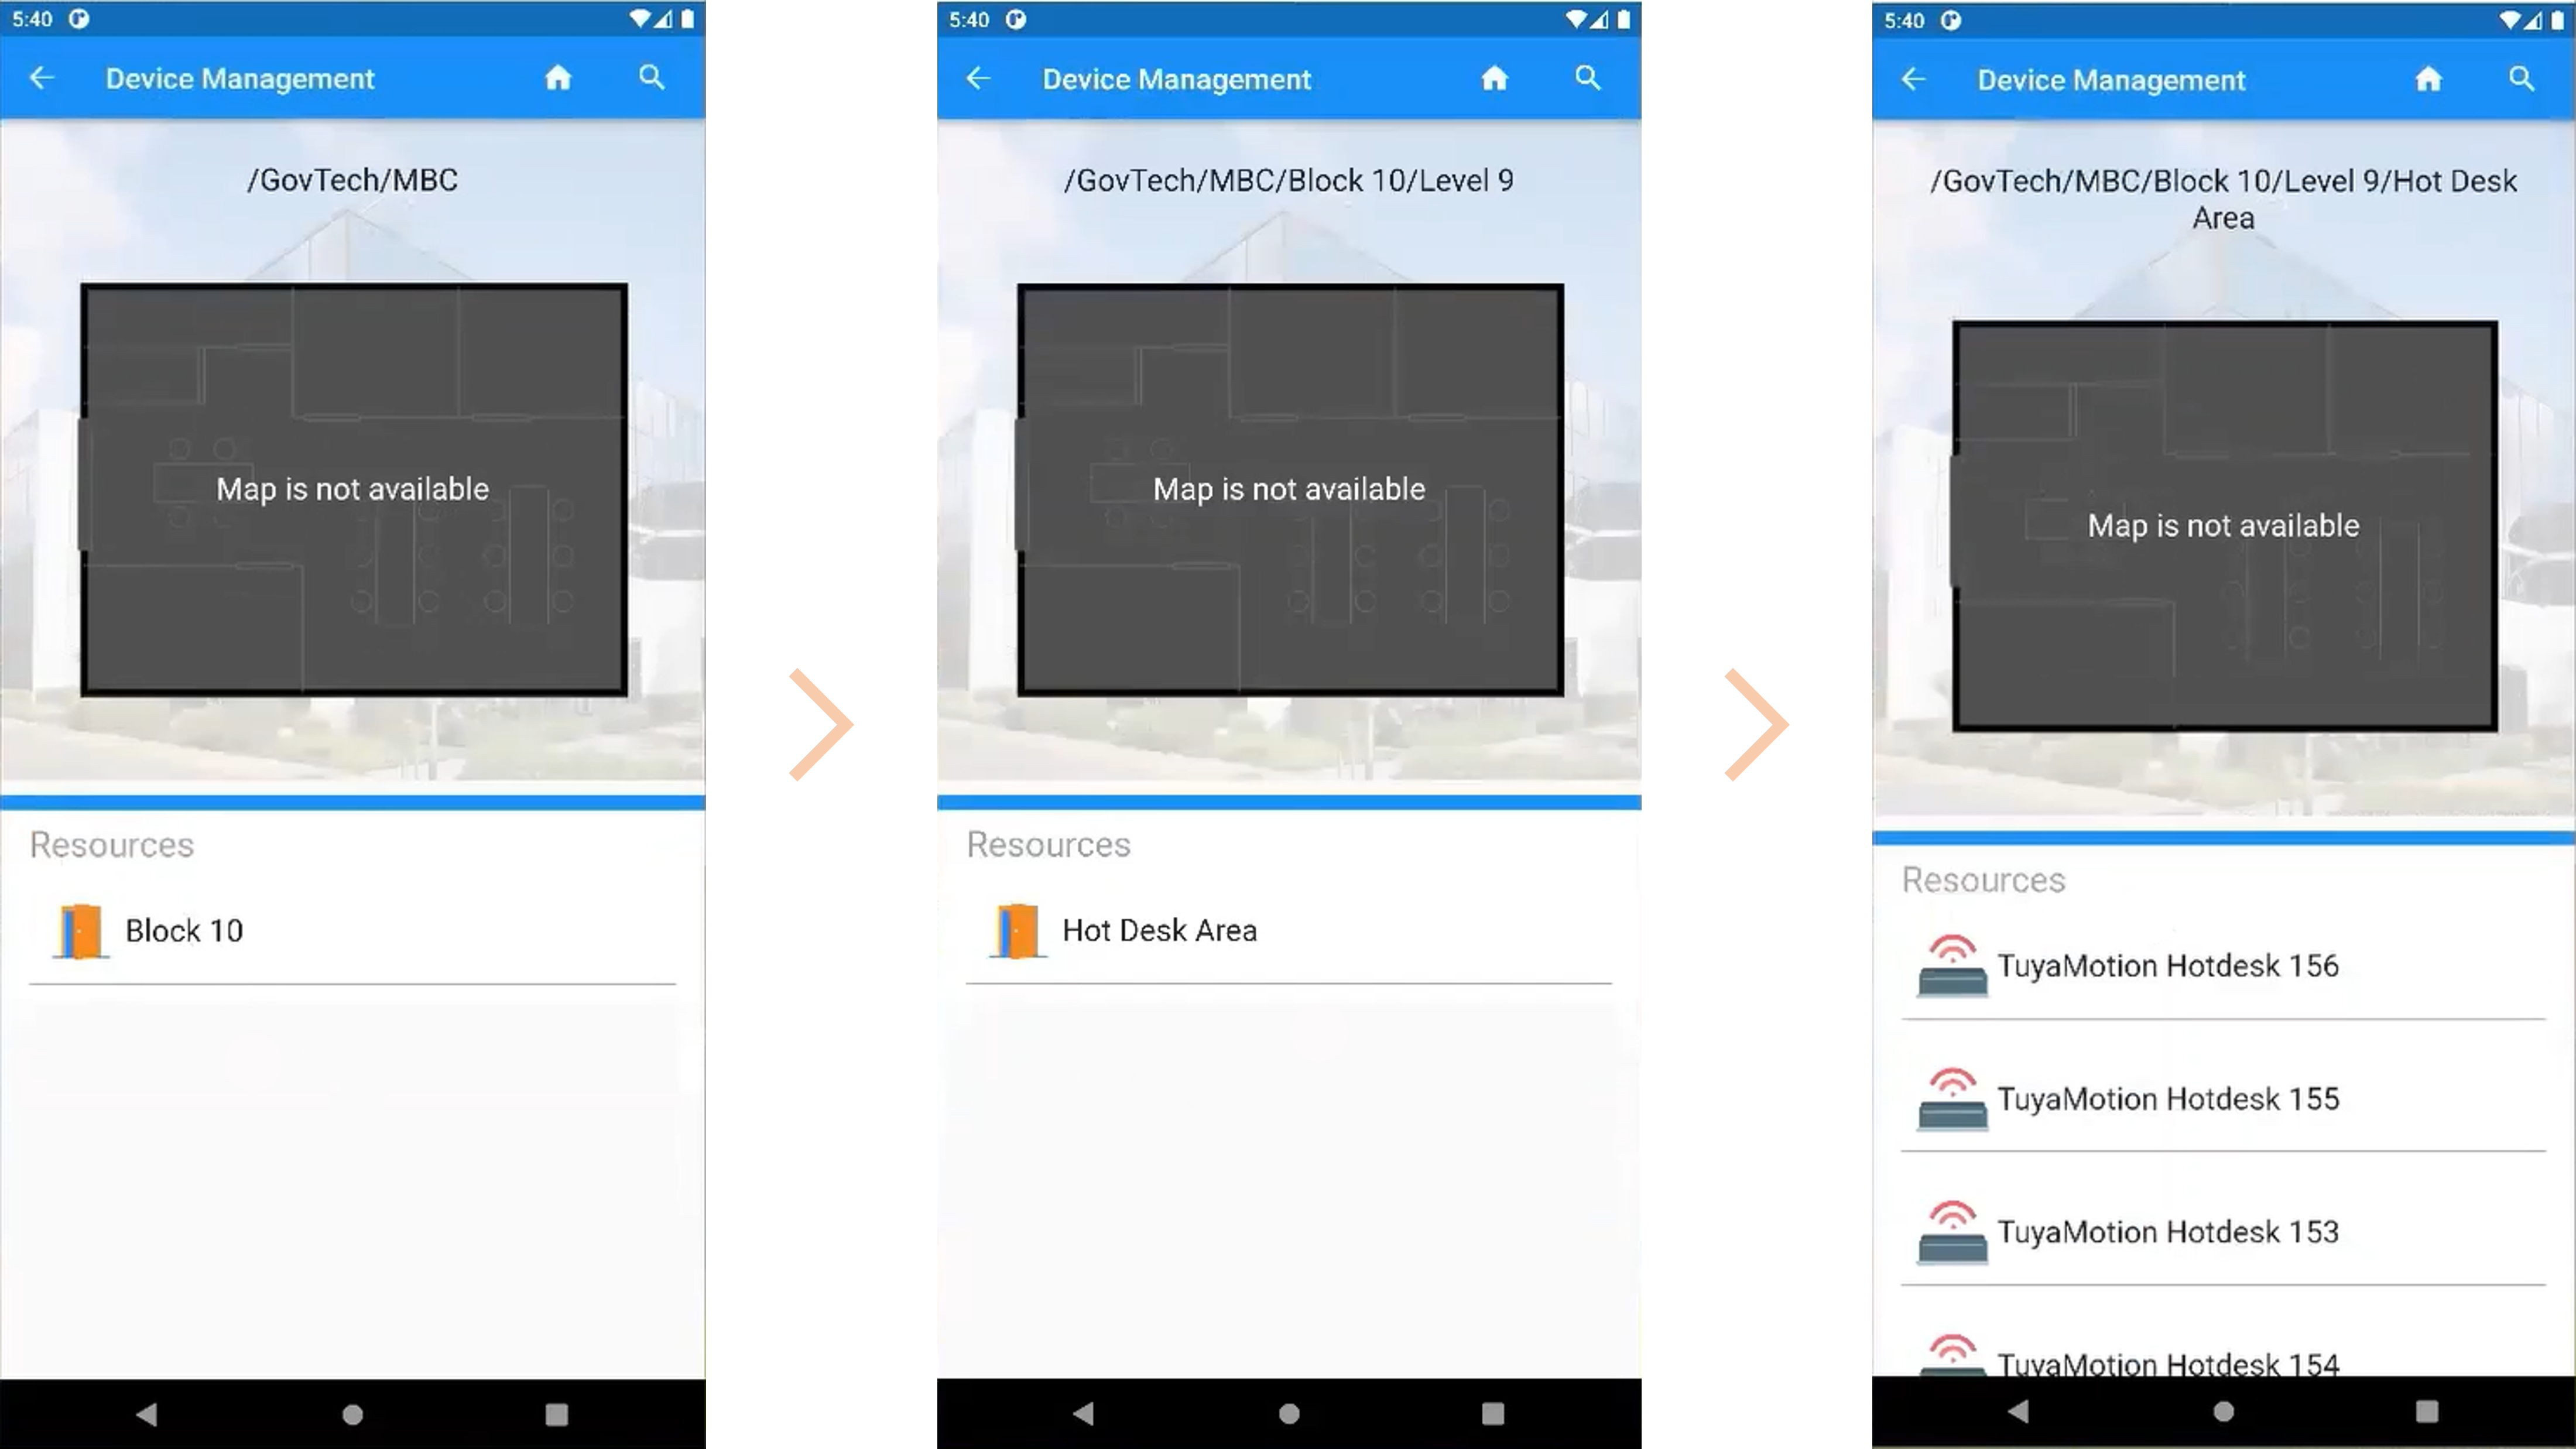 5:40
Device Management
/GovTech/MBC
Map is not available
Resources
Block 10
5:40
Device Management
/GovTech/MBC/Block 10/Level 9
Map is not available
Resources
Hot Desk Area
5:40
Device Management
/GovTech/MBC/Block 10/Level 9/Hot Desk
Area
Map is not available
Resources
TuyaMotion Hotdesk 156
TuyaMotion Hotdesk 155
TuyaMotion Hotdesk 153
TuyaMotion Hotdesk 154